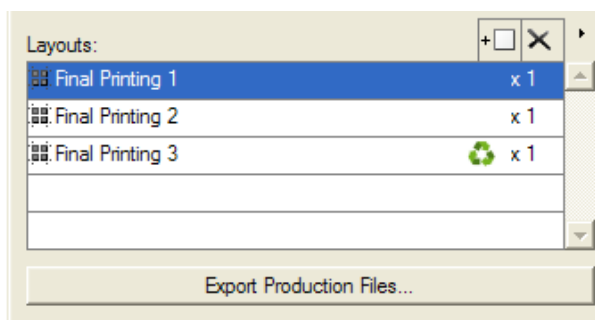 Layouts:
Final Printing 1 x 1
Final Printing 2 x 1
Final Printing 3 x 1
Export Production Files...